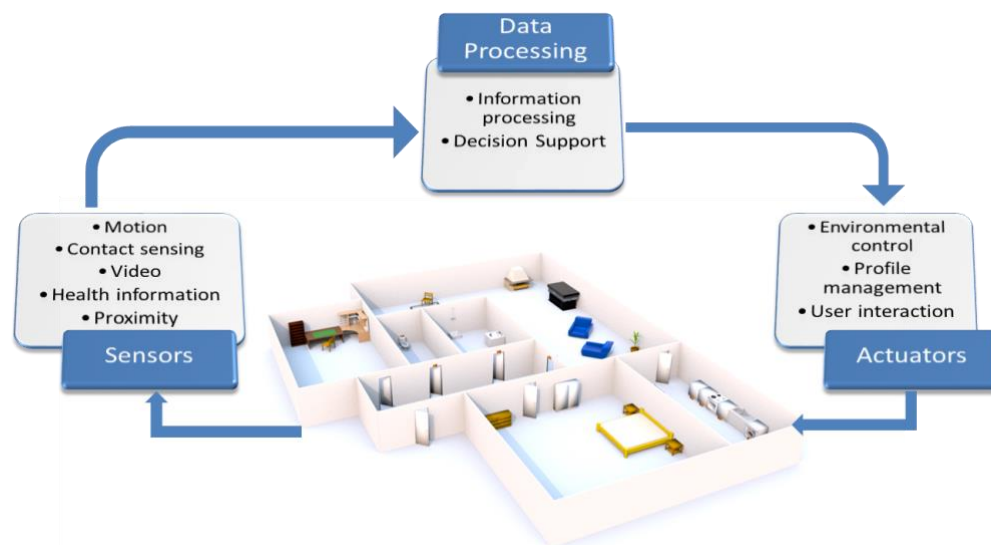 Data
Processing
• Information
processing
• Decision Support
• Motion
• Contact sensing
• Video
• Health information
• Proximity
Sensors
• Environmental
control
• Profile
management
• User interaction
Actuators